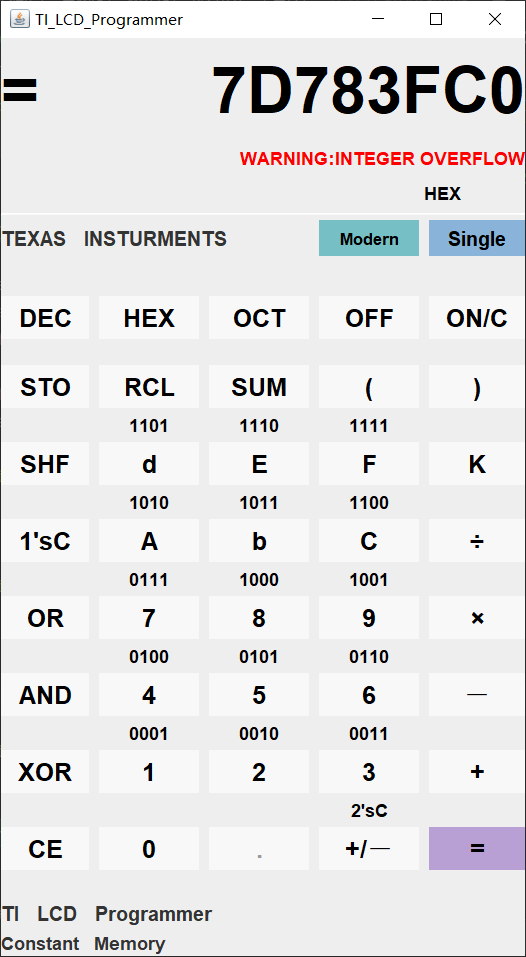 TI_LCD_Programmer
= 7D783FC0
WARNING:INTEGER OVERFLOW
HEX
TEXAS INSTURMENTS Modern Single
DEC HEX OCT OFF ON/C
STO RCL SUM ( )
1101 1110 1111
SHF d E F K
1010 1011 1100
1'sC A b C ÷
0111 1000 1001
OR 7 8 9 ×
0100 0101 0110
AND 4 5 6 —
0001 0010 0011
XOR 1 2 3 +
2'sC
CE 0 . +/— =
TI LCD Programmer
Constant Memory